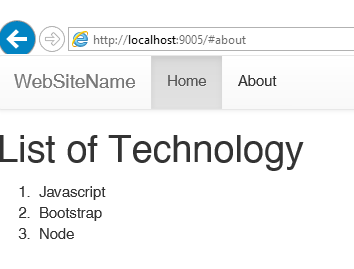 http://localhost:9005/#about
WebSiteName Home About
List of Technology
1. Javascript
2. Bootstrap
3. Node